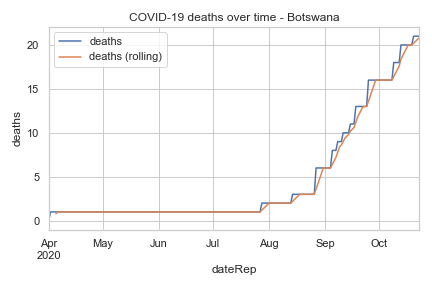 COVID-19 deaths over time - Botswana
deaths
deaths (rolling)
deaths
20
15
10
5
0
Apr
2020
May
Jun
Jul
Aug
Sep
Oct
dateRep